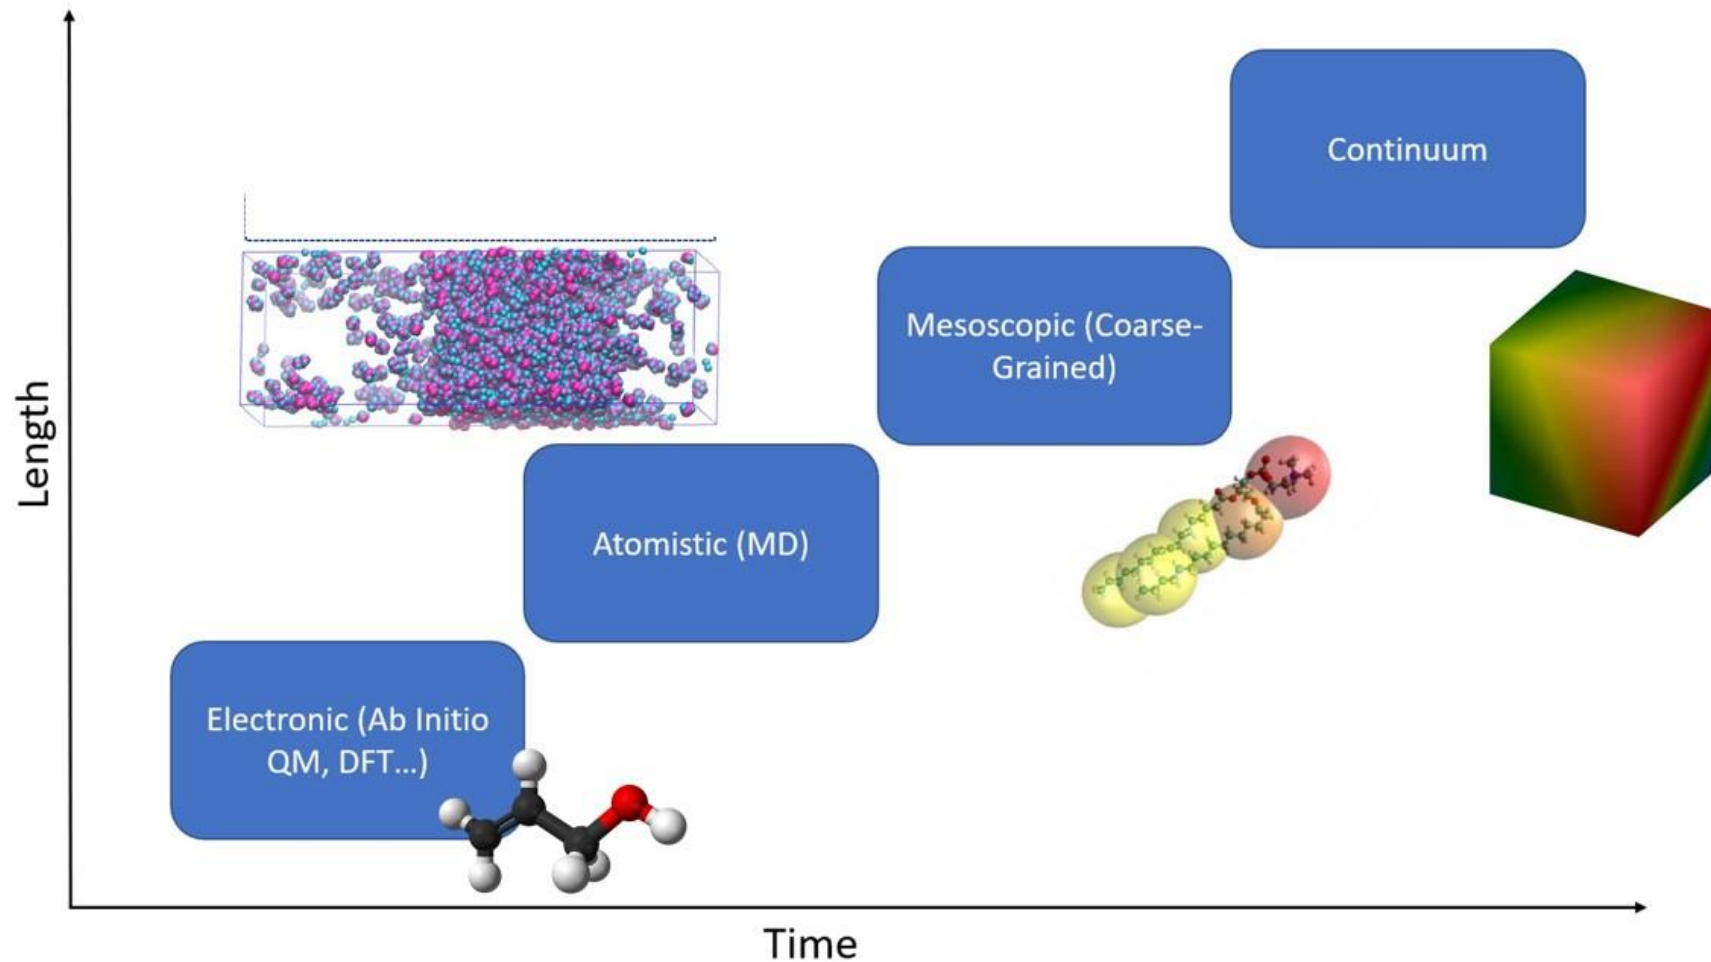 Continuum
Mesoscopic (Coarse-
Grained)
Length
Atomistic (MD)
Electronic (Ab Initio
QM, DFT...)
Time